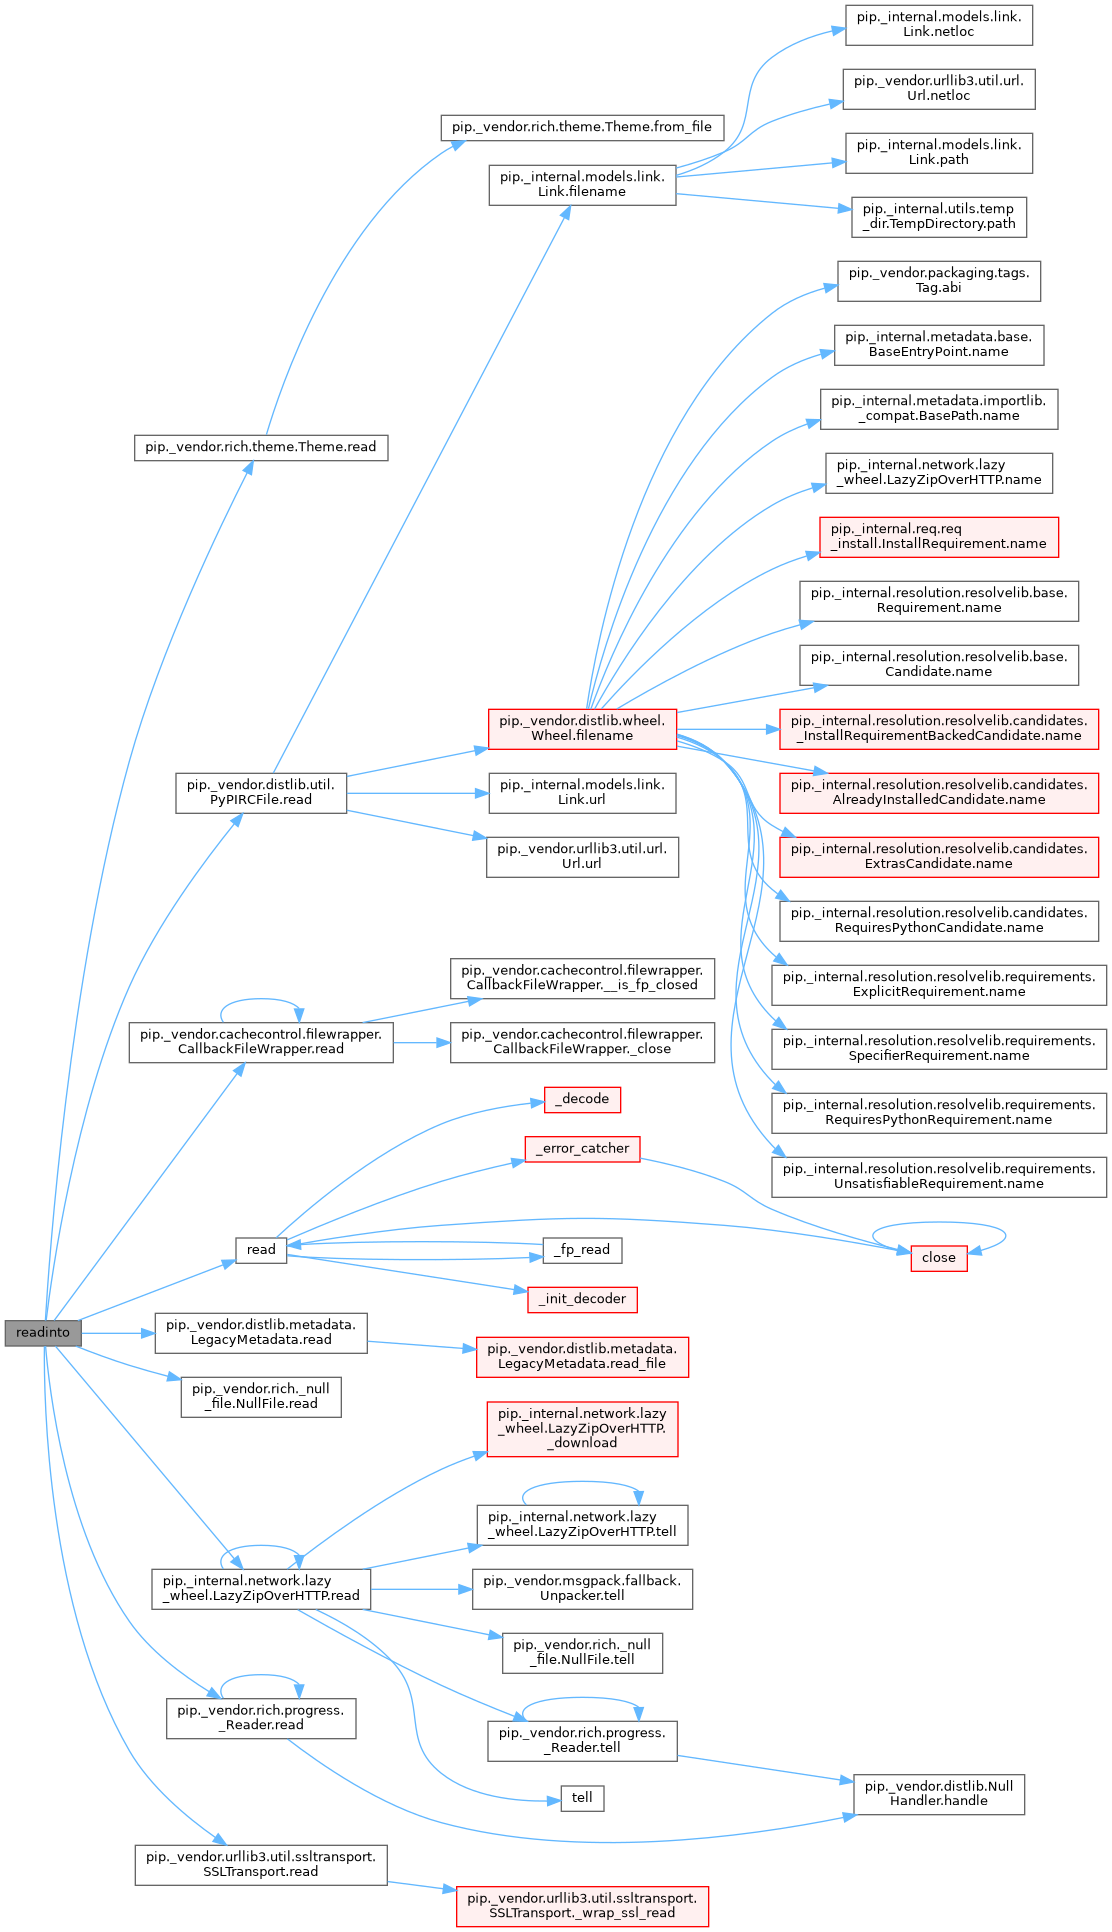 pip._internal.models.link.
Link.netloc
pip._vendor.urllib3.util.url.
Url.netloc
pip._vendor.rich.theme.Theme.from_file
pip._internal.models.link.
Link.path
pip._internal.models.link.
Link.filename
pip._internal.utils.temp
_dir.TempDirectory.path
pip._vendor.packaging.tags.
Tag.abi
pip._internal.metadata.base.
BaseEntryPoint.name
pip._internal.metadata.importlib.
_compat.BasePath.name
pip._vendor.rich.theme.Theme.read
pip._internal.network.lazy
_wheel.LazyZipOverHTTP.name
pip._internal.req.req
_install.InstallRequirement.name
pip._internal.resolution.resolvelib.base.
Requirement.name
pip._internal.resolution.resolvelib.base.
Candidate.name
pip._vendor.distlib.wheel.
Wheel.filename
pip._internal.resolution.resolvelib.candidates.
_InstallRequirementBackedCandidate.name
pip._vendor.distlib.util.
PyPIRCFile.read
pip._internal.models.link.
Link.url
pip._internal.resolution.resolvelib.candidates.
AlreadyInstalledCandidate.name
pip._vendor.urllib3.util.url.
Url.url
pip._internal.resolution.resolvelib.candidates.
ExtrasCandidate.name
pip._internal.resolution.resolvelib.candidates.
RequiresPythonCandidate.name
pip._vendor.cachecontrol.filewrapper.
CallbackFileWrapper.__is_fp_closed
pip._internal.resolution.resolvelib.requirements.
ExplicitRequirement.name
pip._vendor.cachecontrol.filewrapper.
CallbackFileWrapper.read
pip._vendor.cachecontrol.filewrapper.
CallbackFileWrapper._close
pip._internal.resolution.resolvelib.requirements.
SpecifierRequirement.name
_decode
pip._internal.resolution.resolvelib.requirements.
RequiresPythonRequirement.name
_error_catcher
pip._internal.resolution.resolvelib.requirements.
UnsatisfiableRequirement.name
read
_fp_read
close
_init_decoder
readinto
pip._vendor.distlib.metadata.
LegacyMetadata.read
pip._vendor.distlib.metadata.
LegacyMetadata.read_file
pip._vendor.rich._null
_file.NullFile.read
pip._internal.network.lazy
_wheel.LazyZipOverHTTP.
_download
pip._internal.network.lazy
_wheel.LazyZipOverHTTP.tell
pip._internal.network.lazy
_wheel.LazyZipOverHTTP.read
pip._vendor.msgpack.fallback.
Unpacker.tell
pip._vendor.rich._null
_file.NullFile.tell
pip._vendor.rich.progress.
_Reader.read
pip._vendor.rich.progress.
_Reader.tell
tell
pip._vendor.distlib.Null
Handler.handle
pip._vendor.urllib3.util.ssltransport.
SSLTransport.read
pip._vendor.urllib3.util.ssltransport.
SSLTransport._wrap_ssl_read